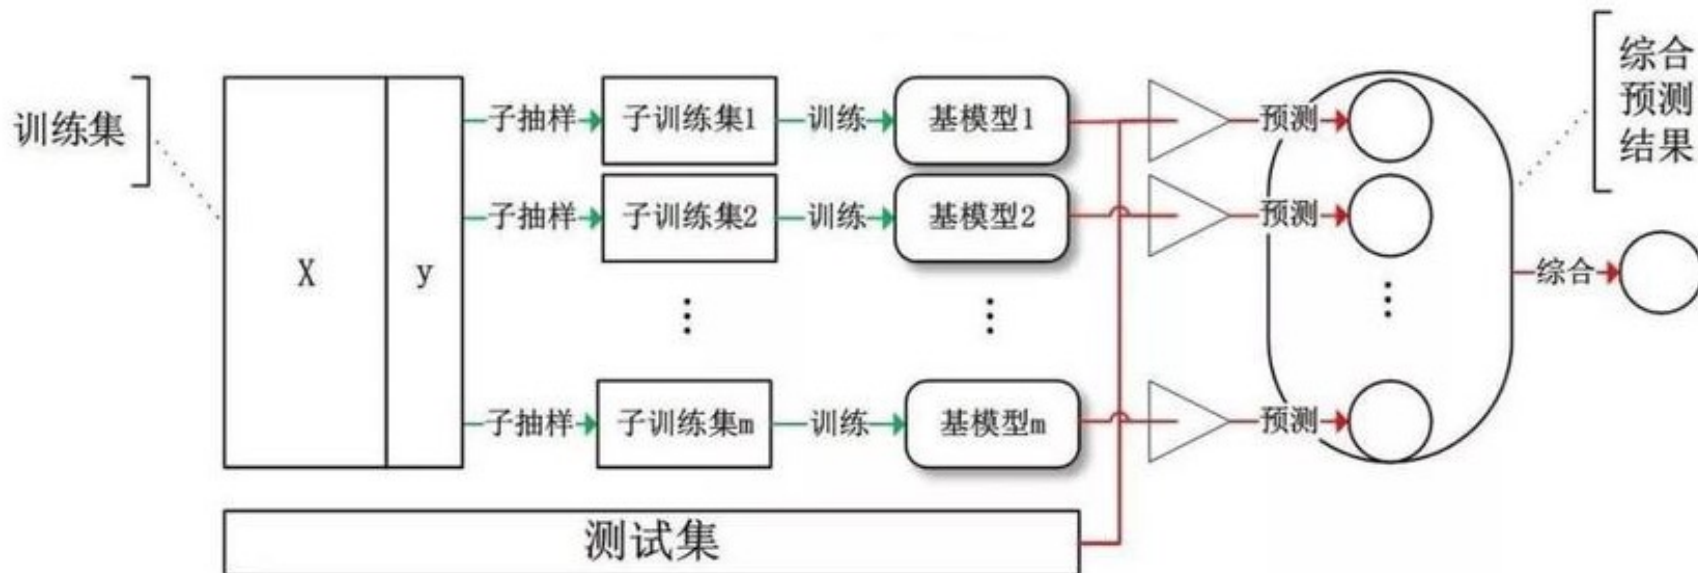 训练集
X
y
子抽样
子训练集1
训练
基模型1
预测
子抽样
子训练集2
训练
基模型2
预测
子抽样
子训练集m
训练
基模型m
预测
测试集
综合
预测
结果
综合